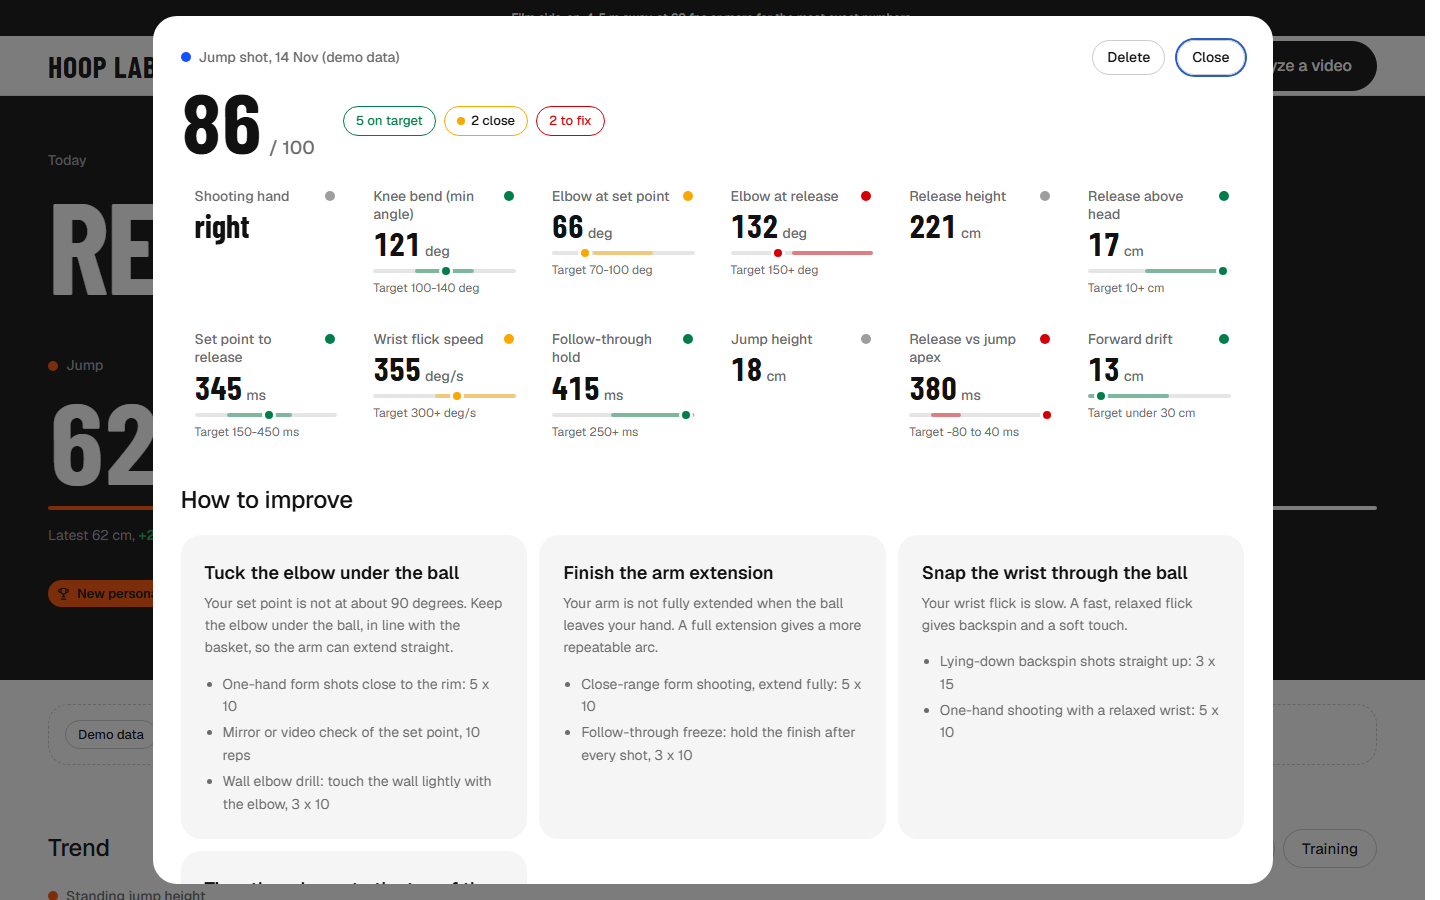 Jump shot, 14 Nov (demo data)
Delete
Close
86 / 100
5 on target
2 close
2 to fix
Shooting hand
right
Knee bend (min
angle)
121 deg
Target 100-140 deg
Elbow at set point
66 deg
Target 70-100 deg
Elbow at release
132 deg
Target 150+ deg
Release height
221 cm
Release above
head
17 cm
Target 10+ cm
Set point to
release
345 ms
Target 150-450 ms
Wrist flick speed
355 deg/s
Target 300+ deg/s
Follow-through
hold
415 ms
Target 250+ ms
Jump height
18 cm
Release vs jump
apex
380 ms
Target -80 to 40 ms
Forward drift
13 cm
Target under 30 cm
How to improve
Tuck the elbow under the ball
Your set point is not at about 90 degrees. Keep
the elbow under the ball, in line with the
basket, so the arm can extend straight.
One-hand form shots close to the rim: 5 x
10
Mirror or video check of the set point, 10
reps
Wall elbow drill: touch the wall lightly with
the elbow, 3 x 10
Finish the arm extension
Your arm is not fully extended when the ball
leaves your hand. A full extension gives a more
repeatable arc.
Close-range form shooting, extend fully: 5 x
10
Follow-through freeze: hold the finish after
every shot, 3 x 10
Snap the wrist through the ball
Your wrist flick is slow. A fast, relaxed flick
gives backspin and a soft touch.
Lying-down backspin shots straight up: 3 x
15
One-hand shooting with a relaxed wrist: 5 x
10
HOOP LAB
a video
Today
Jump
62
Latest 62 cm,
New
Demo data
Trend
Training
Standing jump height